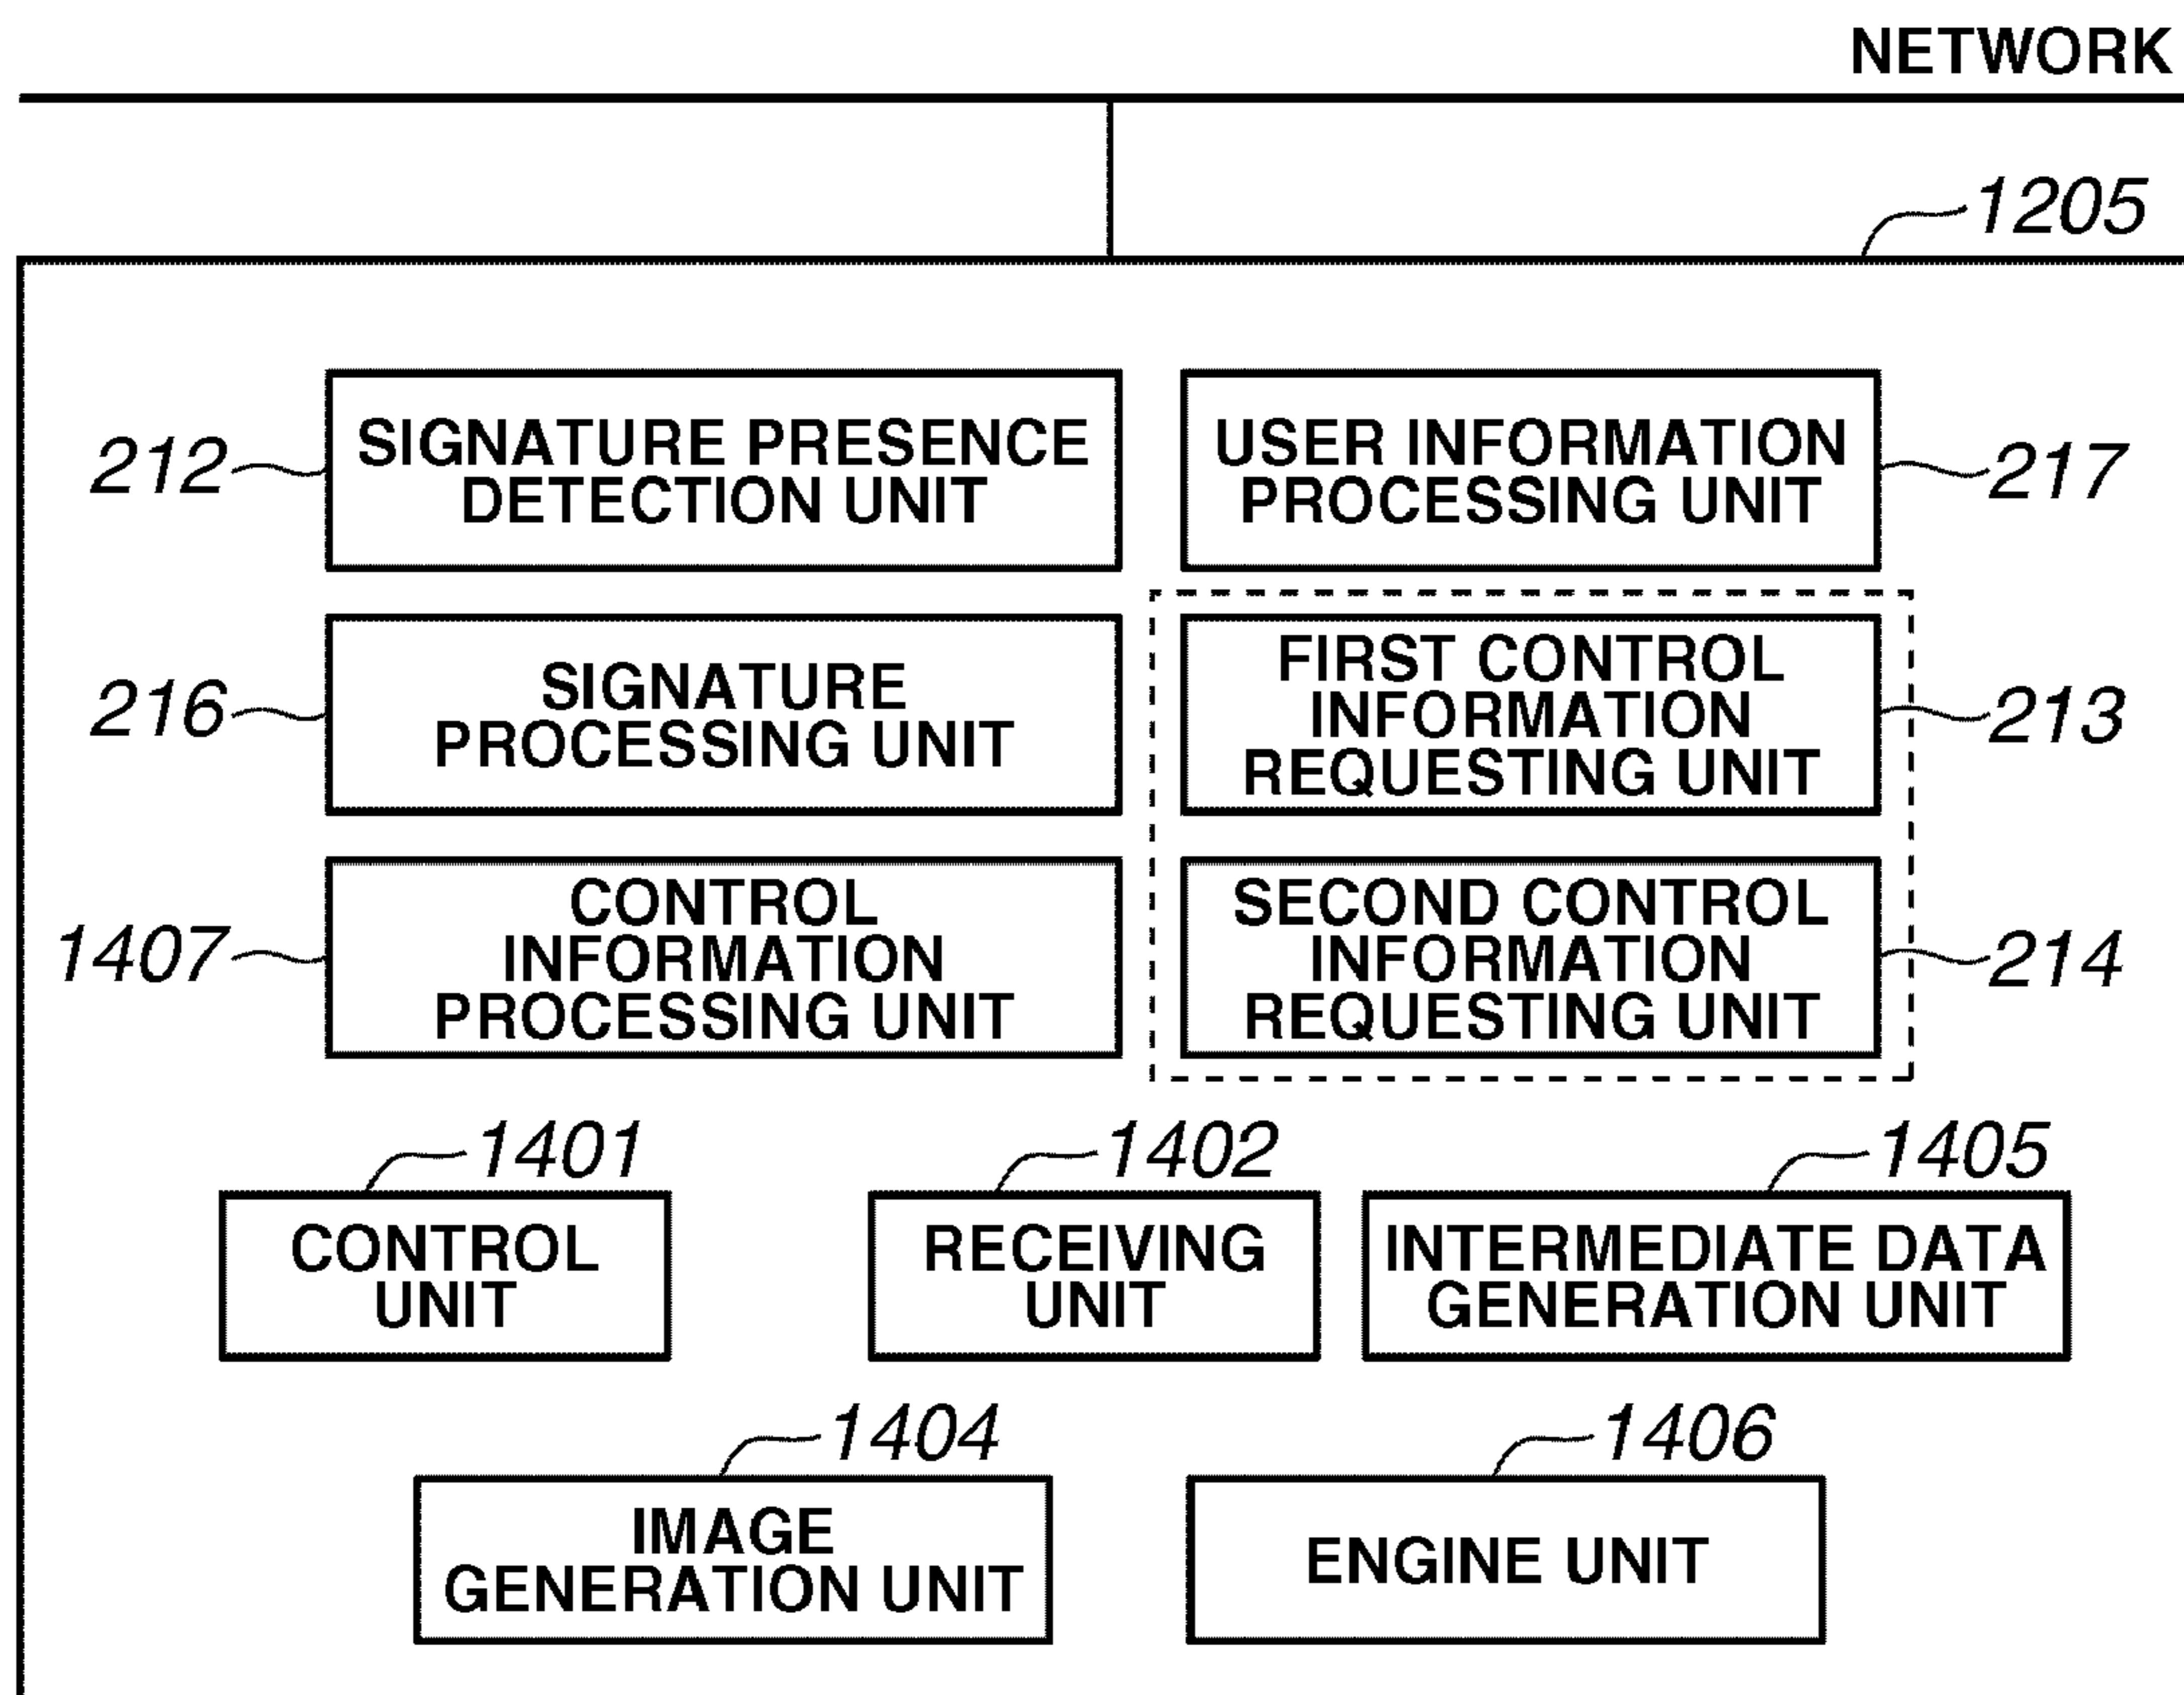 NETWORK
1205
212
SIGNATURE PRESENCE
DETECTION UNIT
USER INFORMATION
PROCESSING UNIT
217
216
SIGNATURE
PROCESSING UNIT
FIRST CONTROL
INFORMATION
REQUESTING UNIT
213
1407
CONTROL
INFORMATION
PROCESSING UNIT
SECOND CONTROL
INFORMATION
REQUESTING UNIT
214
1401
CONTROL
UNIT
1402
RECEIVING
UNIT
1405
INTERMEDIATE DATA
GENERATION UNIT
1404
IMAGE
GENERATION UNIT
1406
ENGINE UNIT